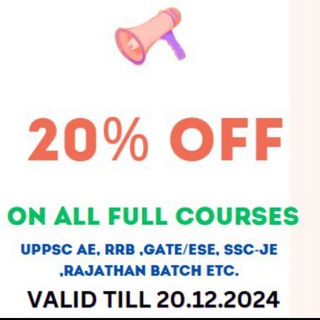 20% OFF
ON ALL FULL COURSES
UPPSC AE, RRB ,GATE/ESE, SSC-JE
,RAJATHAN BATCH ETC.
VALID TILL 20.12.2024